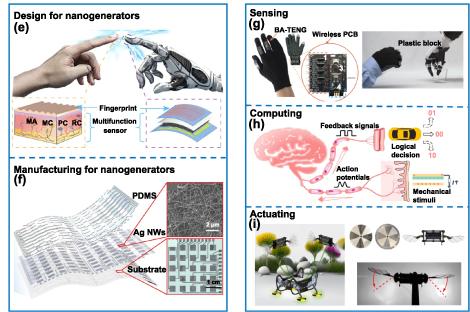 Design for nanogenerators
(e)
MA MC PC RC
Fingerprint
Multifunction
sensor
Manufacturing for nanogenerators
(f)
PDMS
Ag NWs
Substrate
2 μm
1 cm
Sensing
(g)
BA-TENG
Wireless PCB
Plastic block
Computing
(h)
Feedback signals
Action
potentials
Logical
decision
01
00
10
Mechanical
stimuli
Actuating
(i)